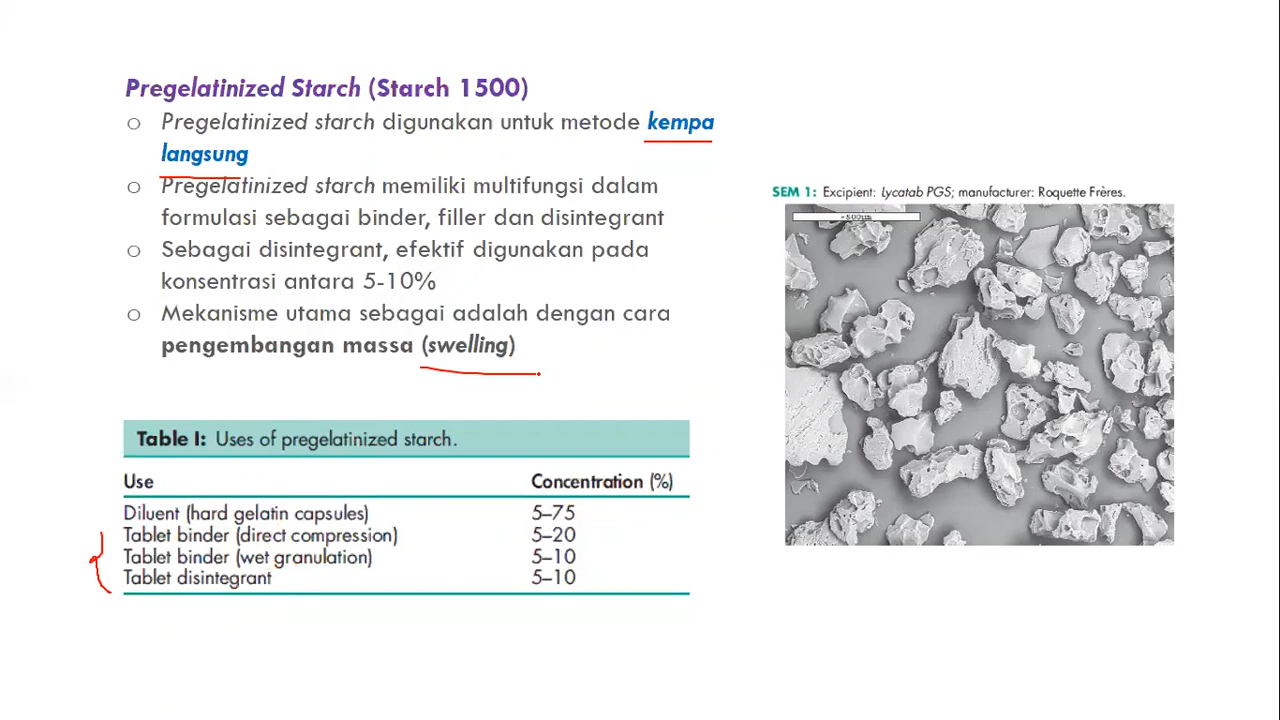 Pregelatinized Starch (Starch 1500)
o Pregelatinized starch digunakan untuk metode kempa
langsung
o Pregelatinized starch memiliki multifungsi dalam
formulasi sebagai binder, filler dan disintegrant
o Sebagai disintegrant, efektif digunakan pada
konsentrasi antara 5-10%
o Mekanisme utama sebagai adalah dengan cara
pengembangan massa (swelling)
SEM 1: Excipient: Lycatab PGS; manufacturer: Roquette Frères.
500µm
Table I: Uses of pregelatinized starch.
Use Concentration (%)
Diluent (hard gelatin capsules) 5–75
Tablet binder (direct compression) 5–20
Tablet binder (wet granulation) 5–10
Tablet disintegrant 5–10